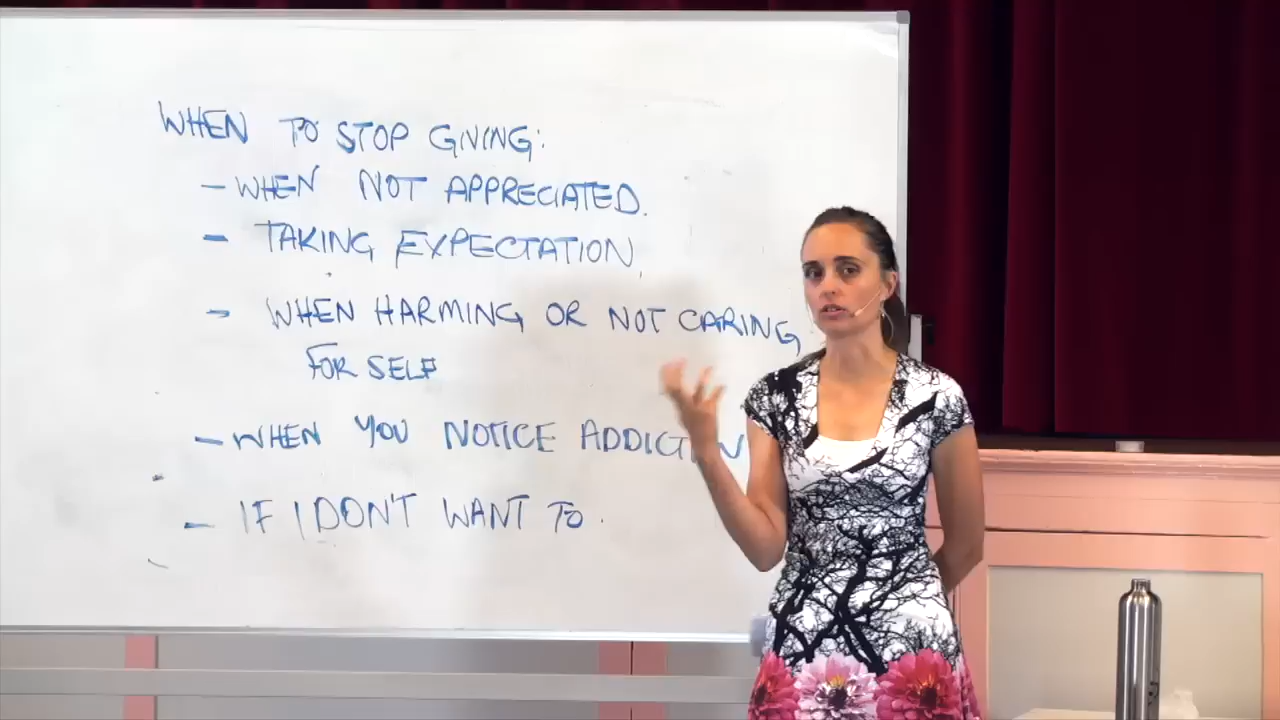 WHEN TO STOP GIVING:
- WHEN NOT APPRECIATED.
- TAKING EXPECTATION,
- WHEN HARMING OR NOT CARING,
FOR SELF
- WHEN YOU NOTICE ADDICTION
- IF I DON'T WANT TO.